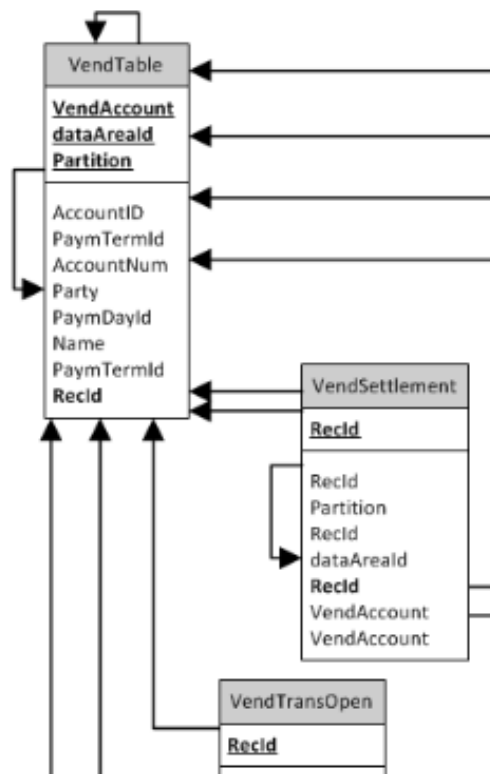 VendTable
VendAccount
dataAreaId
Partition
AccountID
PaymTermId
AccountNum
Party
PaymDayId
Name
PaymTermId
RecId
VendSettlement
RecId
RecId
Partition
RecId
dataAreaId
RecId
VendAccount
VendAccount
VendTransOpen
RecId